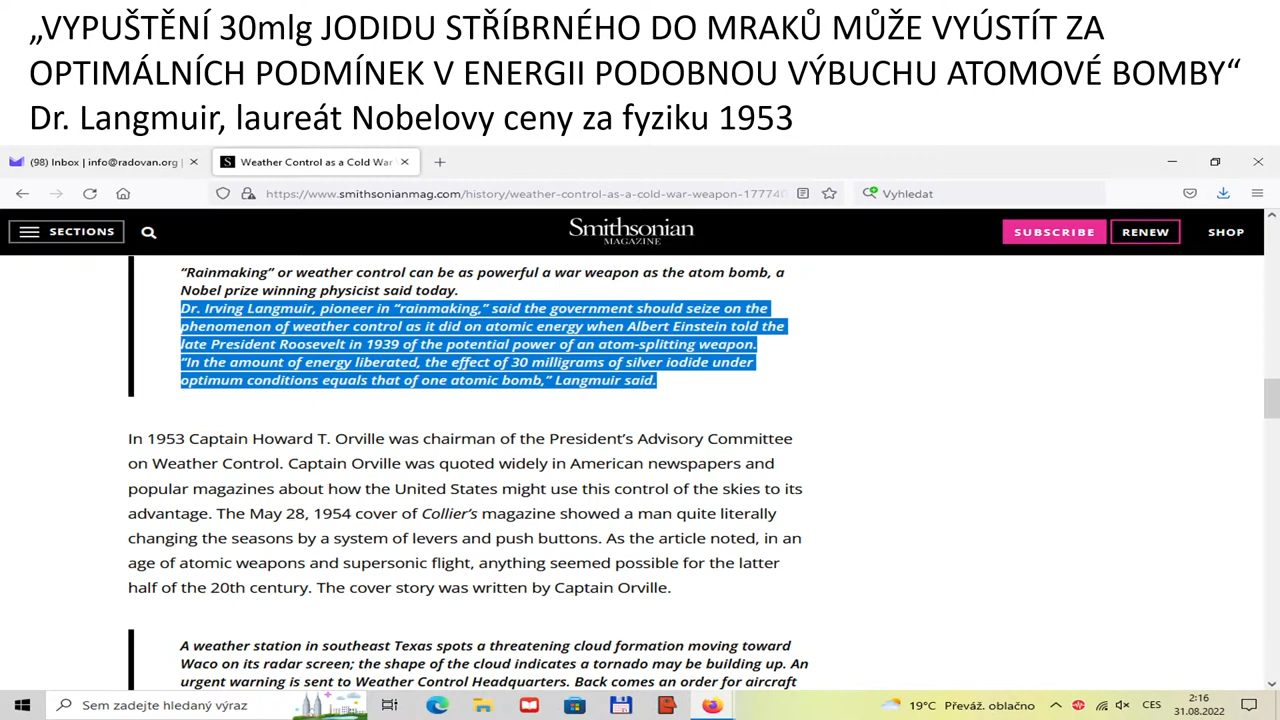 „VYPUŠTĚNÍ 30mlg JODIDU STŘÍBRNÉHO DO MRAKŮ MŮŽE VYÚSTÍT ZA
OPTIMÁLNÍCH PODMÍNEK V ENERGII PODOBNOU VÝBUCHU ATOMOVÉ BOMBY“
Dr. Langmuir, laureát Nobelovy ceny za fyziku 1953
(98) Inbox | info@radovan.org |
Weather Control as a Cold War
https://www.smithsonianmag.com/history/weather-control-as-a-cold-war-weapon-177740
Vyhledat
SECTIONS
Smithsonian
MAGAZINE
SUBSCRIBE
RENEW
SHOP
“Rainmaking” or weather control can be as powerful a war weapon as the atom bomb, a
Nobel prize winning physicist said today.
Dr. Irving Langmuir, pioneer in “rainmaking,” said the government should seize on the
phenomenon of weather control as it did on atomic energy when Albert Einstein told the
late President Roosevelt in 1939 of the potential power of an atom-splitting weapon.
“In the amount of energy liberated, the effect of 30 milligrams of silver iodide under
optimum conditions equals that of one atomic bomb,” Langmuir said.
In 1953 Captain Howard T. Orville was chairman of the President’s Advisory Committee
on Weather Control. Captain Orville was quoted widely in American newspapers and
popular magazines about how the United States might use this control of the skies to its
advantage. The May 28, 1954 cover of Collier’s magazine showed a man quite literally
changing the seasons by a system of levers and push buttons. As the article noted, in an
age of atomic weapons and supersonic flight, anything seemed possible for the latter
half of the 20th century. The cover story was written by Captain Orville.
A weather station in southeast Texas spots a threatening cloud formation moving toward
Waco on its radar screen; the shape of the cloud indicates a tornado may be building up. An
urgent warning is sent to Weather Control Headquarters. Back comes an order for aircraft
Sem zadejte hledaný výraz
19°C Převáž. oblačno
CES
2:16
31.08.2022